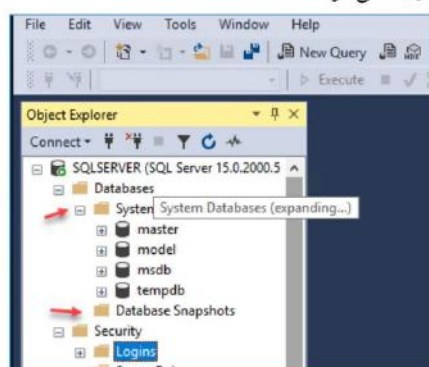 File Edit View Tools Window Help
New Query
Execute
Object Explorer
Connect
SQLSERVER (SQL Server 15.0.2000.5
Databases
System
System Databases (expanding...)
master
model
msdb
tempdb
Database Snapshots
Security
Logins